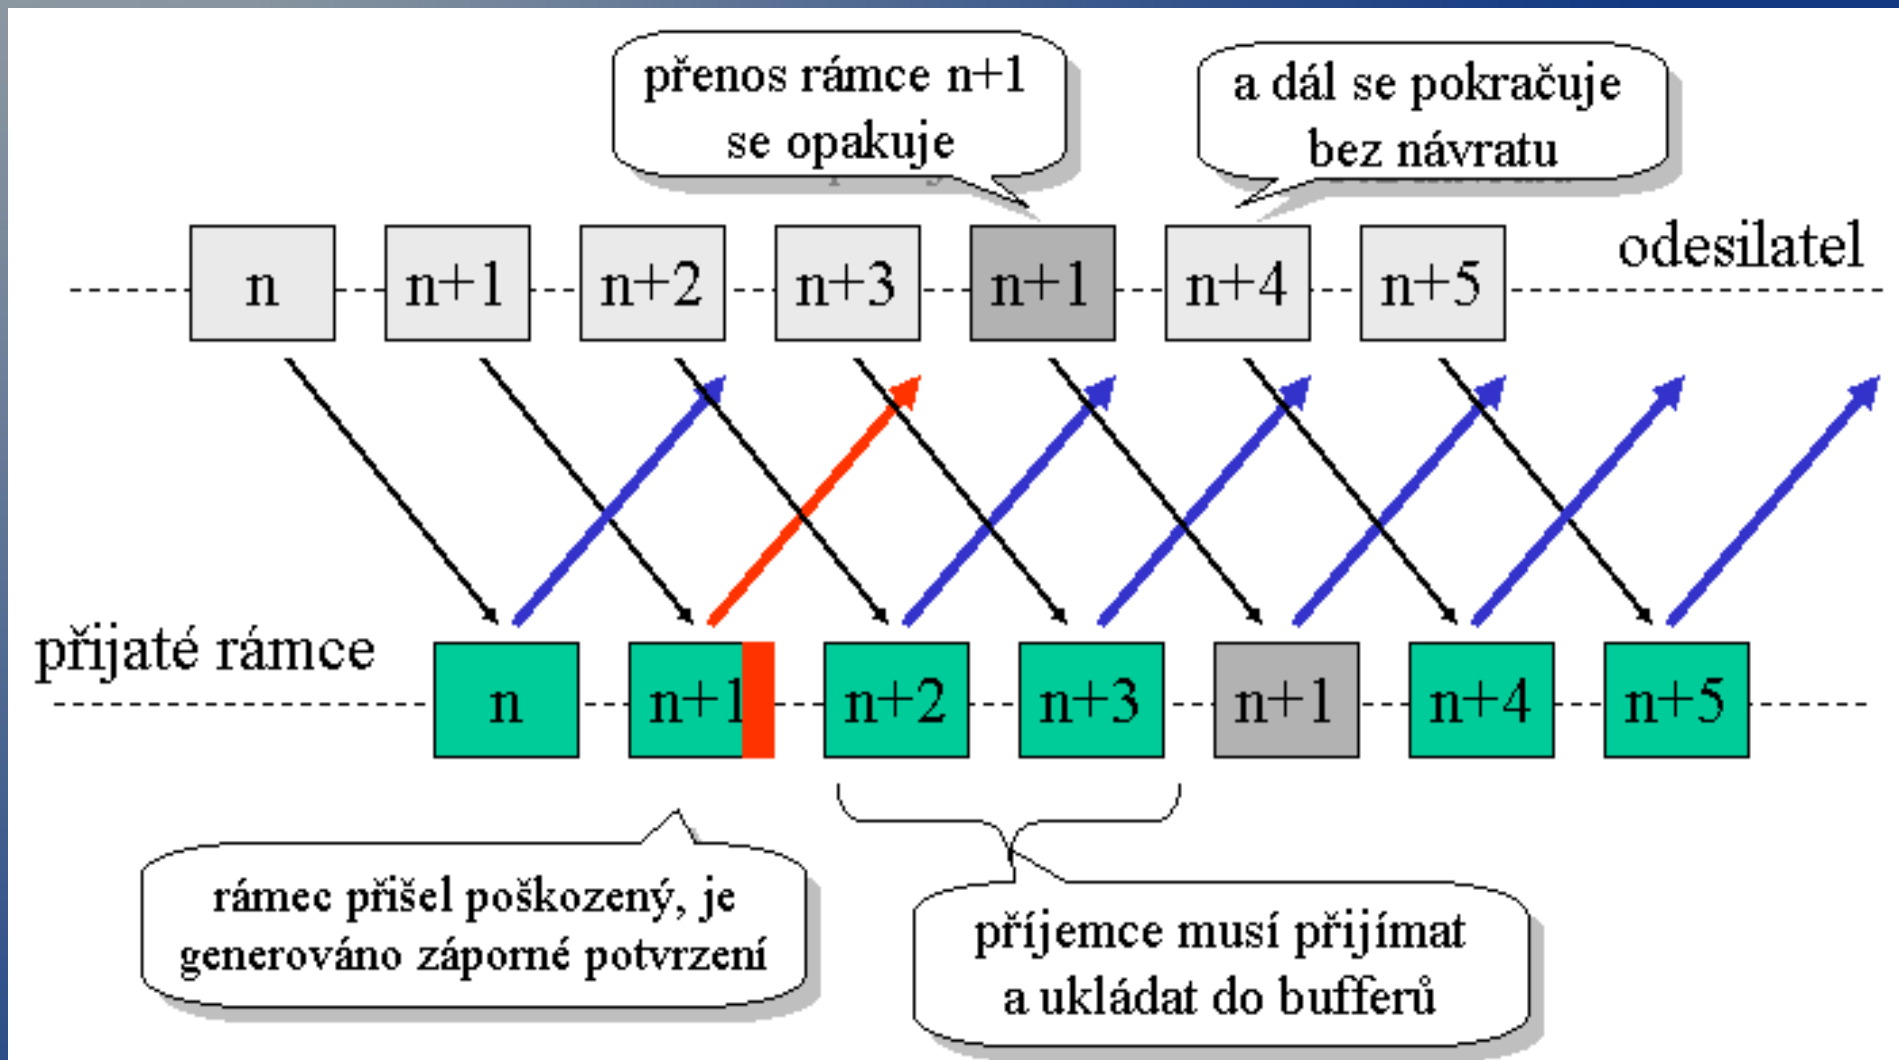 přenos rámce n+1
se opakuje
a dál se pokračuje
bez návratu
odesilatel
n n+1 n+2 n+3 n+1 n+4 n+5
přijaté rámce
n n+1 n+2 n+3 n+1 n+4 n+5
rámec přišel poškozený, je
generováno záporné potvrzení
příjemce musí přijímat
a ukládat do bufferů